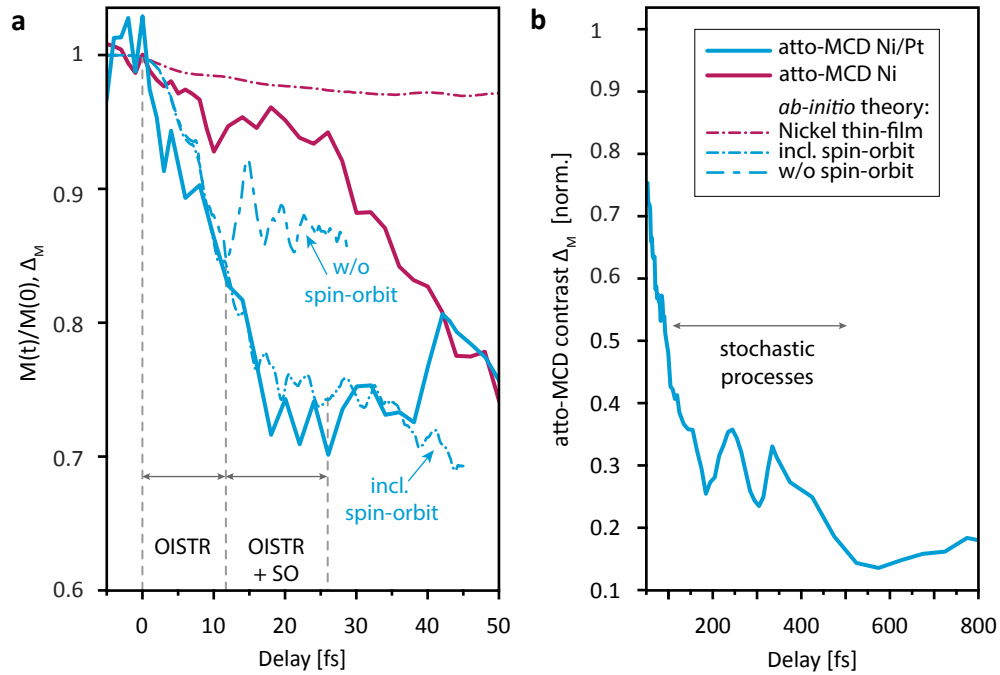 a
M(t)/M(0), Δ_M
1
0.9
0.8
0.7
0.6
w/o
spin-orbit
incl.
spin-orbit
OISTR
OISTR
+ SO
0
10
20
30
40
50
Delay [fs]
b
atto-MCD contrast Δ_M [norm.]
1
0.9
0.8
0.7
0.6
0.5
0.4
0.3
0.2
0.1
atto-MCD Ni/Pt
atto-MCD Ni
ab-initio theory:
Nickel thin-film
incl. spin-orbit
w/o spin-orbit
stochastic
processes
200
400
600
800
Delay [fs]